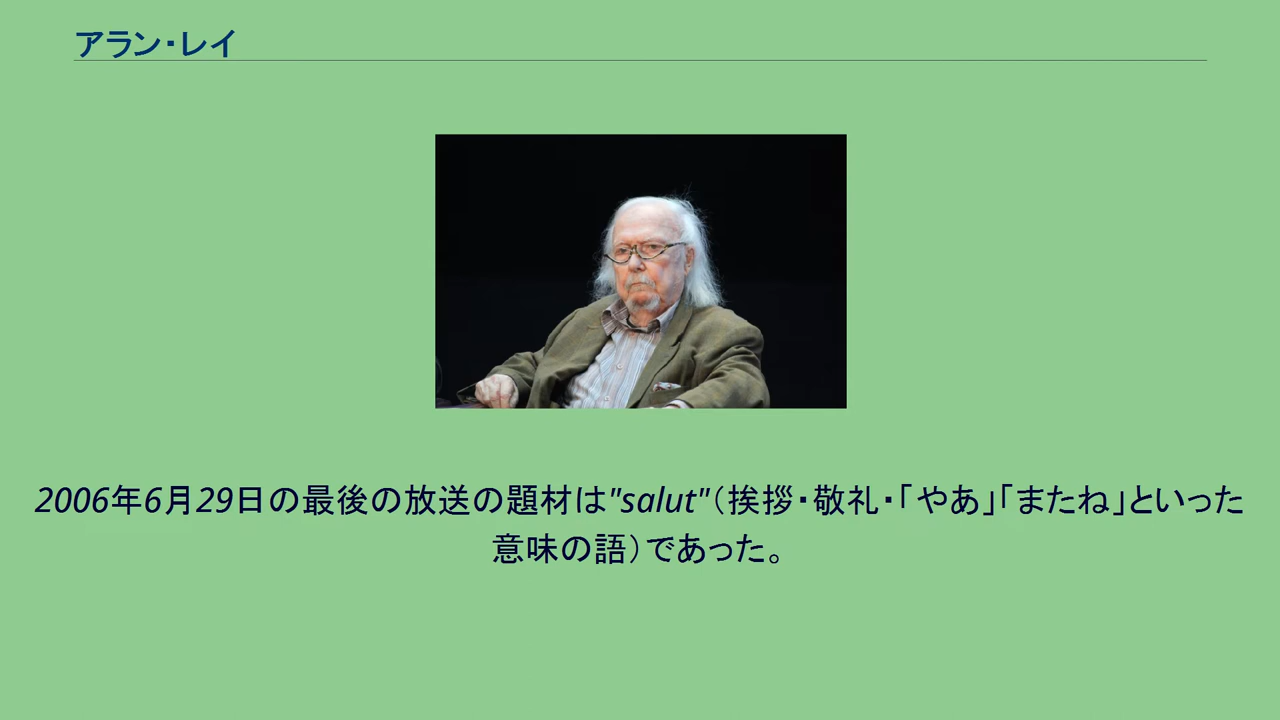 アラン・レイ
2006年6月29日の最後の放送の題材は"salut"（挨拶・敬礼・「やあ」「またね」といった
意味の語）であった。